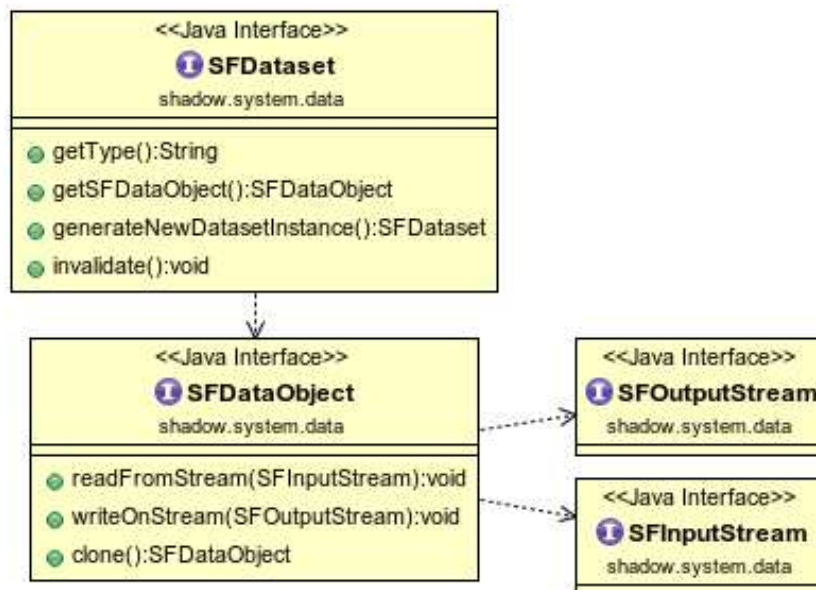 <<Java Interface>>
I SFDataset
shadow.system.data
getType():String
getSFDataObject():SFDataObject
generateNewDatasetInstance():SFDataset
invalidate():void
<<Java Interface>>
I SFDataObject
shadow.system.data
readFromStream(SFInputStream):void
writeOnStream(SFOutputStream):void
clone():SFDataObject
<<Java Interface>>
I SFOutputStream
shadow.system.data
<<Java Interface>>
I SFInputStream
shadow.system.data